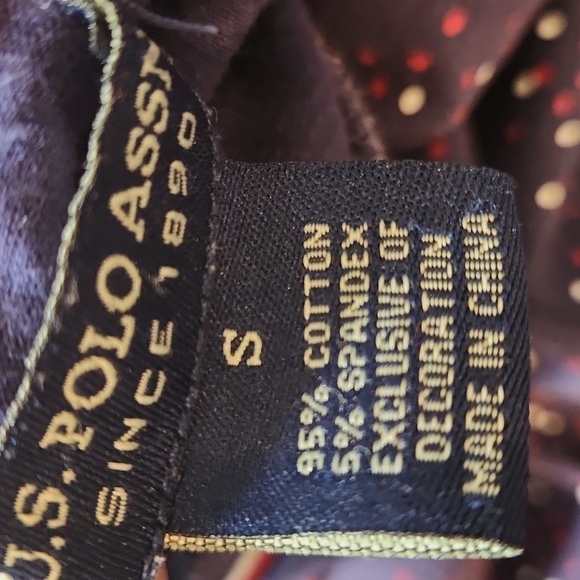 U.S. POLO ASSN
SINCE 1890
S
95% COTTON
5% SPANDEX
EXCLUSIVE OF
DECORATION
MADE IN CHINA